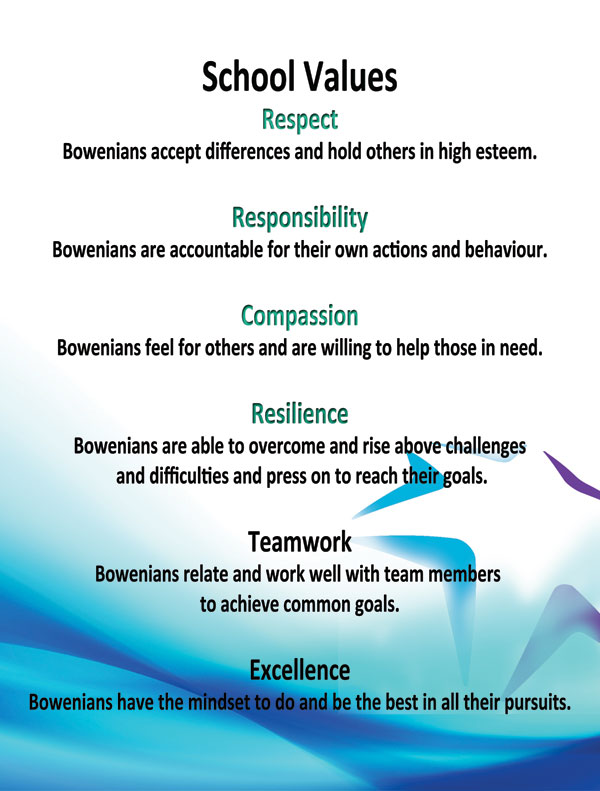 School Values
Respect
Bowenians accept differences and hold others in high esteem.
Responsibility
Bowenians are accountable for their own actions and behaviour.
Compassion
Bowenians feel for others and are willing to help those in need.
Resilience
Bowenians are able to overcome and rise above challenges
and difficulties and press on to reach their goals.
Teamwork
Bowenians relate and work well with team members
to achieve common goals.
Excellence
Bowenians have the mindset to do and be the best in all their pursuits.